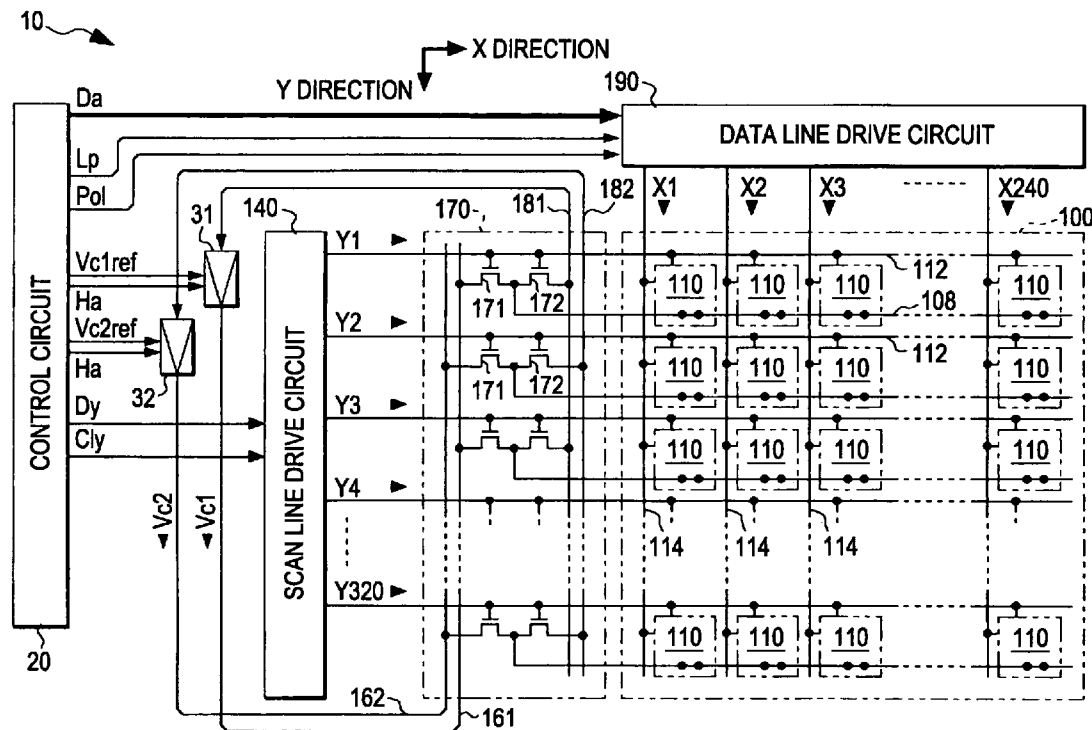 10
X DIRECTION
Y DIRECTION
190
DATA LINE DRIVE CIRCUIT
Da
Lp
Pol
Vc1ref
Ha
Vc2ref
Ha
Dy
Cly
CONTROL CIRCUIT
20
31
32
Vc2
Vc1
140
SCAN LINE DRIVE CIRCUIT
170
181
182
X1
X2
X3
X240
100
Y1
171
172
110
110
110
110
112
108
Y2
171
172
110
110
110
110
112
Y3
110
110
110
110
Y4
114
114
114
Y320
110
110
110
110
162
161